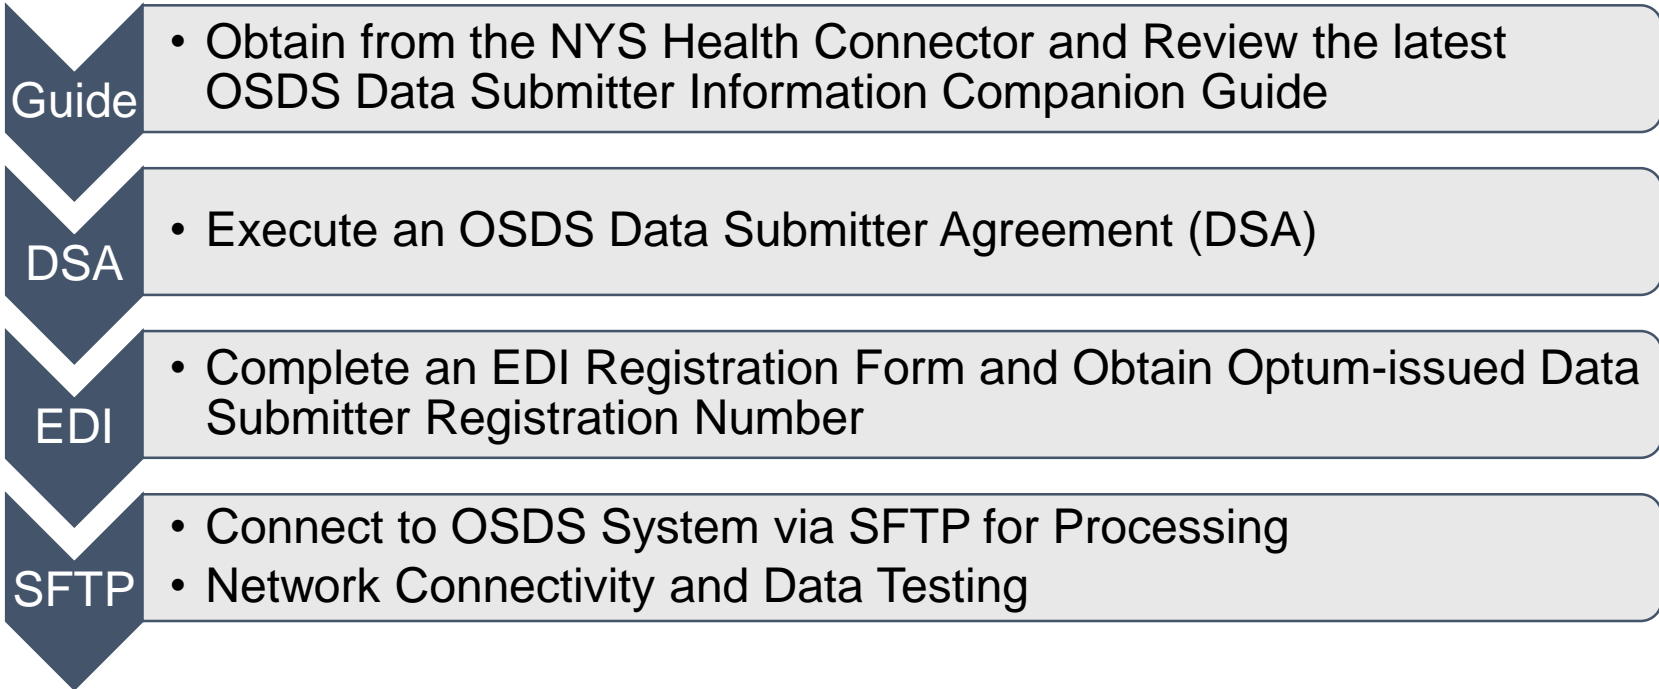 Guide
• Obtain from the NYS Health Connector and Review the latest
OSDS Data Submitter Information Companion Guide
DSA
• Execute an OSDS Data Submitter Agreement (DSA)
EDI
• Complete an EDI Registration Form and Obtain Optum-issued Data
Submitter Registration Number
SFTP
• Connect to OSDS System via SFTP for Processing
• Network Connectivity and Data Testing